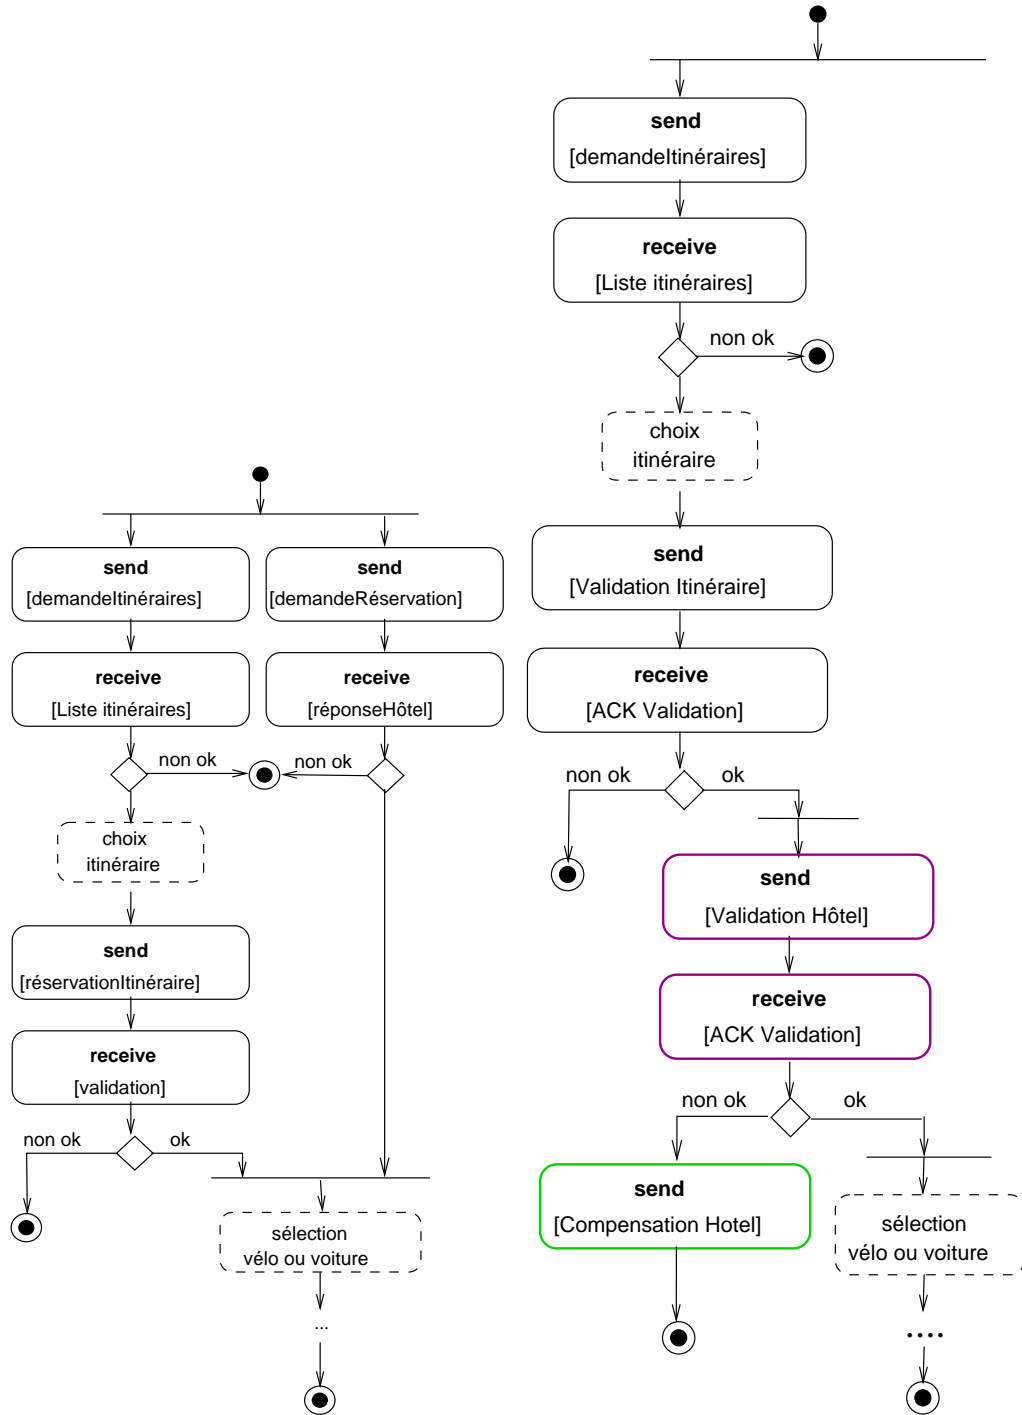 send
[demandeItinéraires]
receive
[Liste itinéraires]
non ok
choix
itinéraire
send
[Validation Itinéraire]
receive
[ACK Validation]
non ok
ok
send
[Validation Hôtel]
receive
[ACK Validation]
non ok
ok
send
[Compensation Hotel]
sélection
vélo ou voiture
....
send
[demandeItinéraires]
send
[demandeRéservation]
receive
[Liste itinéraires]
receive
[réponseHôtel]
non ok
non ok
choix
itinéraire
send
[réservationItinéraire]
receive
[validation]
non ok
ok
sélection
vélo ou voiture
...